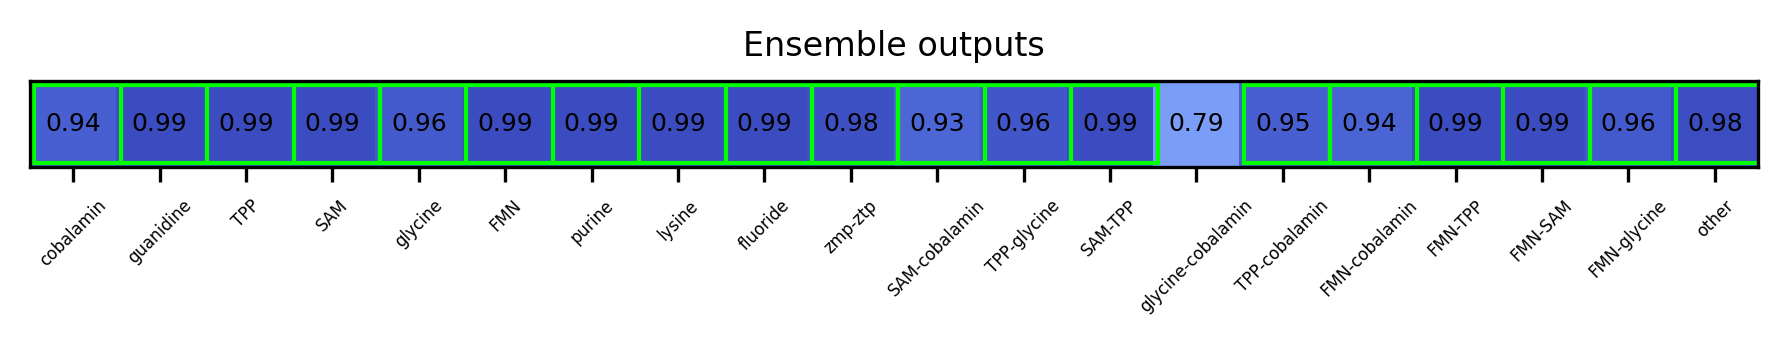 Ensemble outputs
0.94 0.99 0.99 0.99 0.96 0.99 0.99 0.99 0.99 0.98 0.93 0.96 0.99 0.79 0.95 0.94 0.99 0.99 0.96 0.98
cobalamin guanidine TPP SAM glycine FMN purine lysine fluoride zmp-ztp SAM-cobalamin TPP-glycine SAM-TPP glycine-cobalamin TPP-cobalamin FMN-cobalamin FMN-TPP FMN-SAM FMN-glycine other